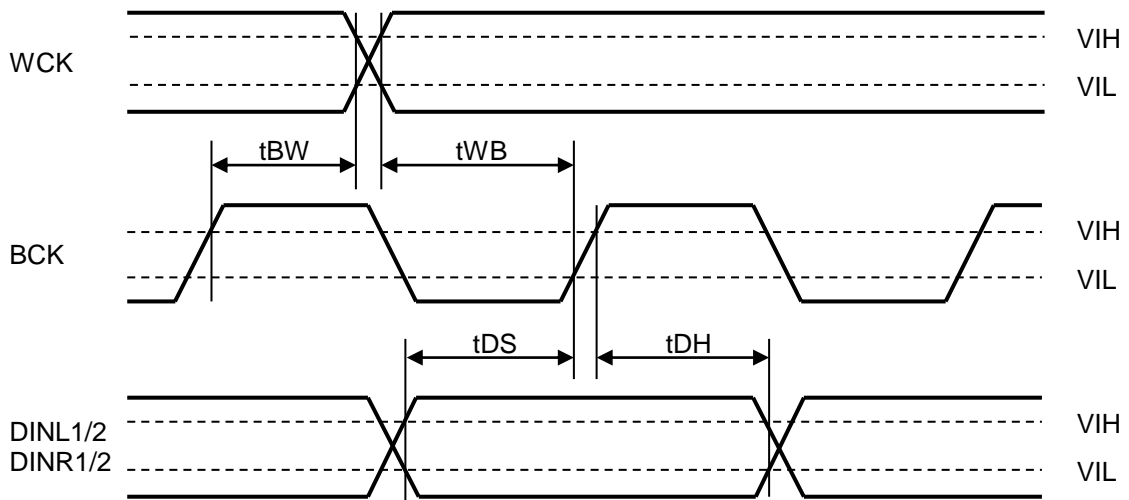 WCK
VIH
VIL
tBW
tWB
BCK
VIH
VIL
tDS
tDH
DINL1/2
DINR1/2
VIH
VIL